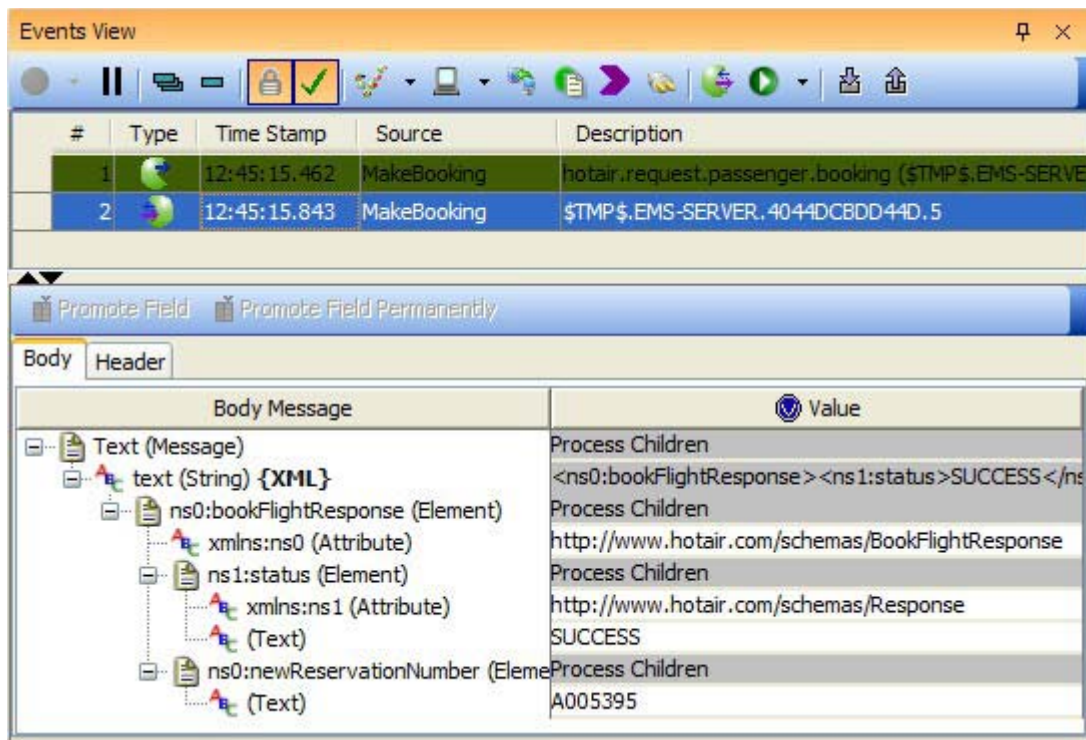 Events View
# Type Time Stamp Source Description
1 12:45:15.462 MakeBooking hotair.request.passenger.booking ($TMP$.EMS-SERVE
2 12:45:15.843 MakeBooking $TMP$.EMS-SERVER.4044DCBDD44D.5
Promote Field Promote Field Permanently
Body Header
Body Message Value
Text (Message) Process Children
text (String) {XML} <ns0:bookFlightResponse><ns1:status>SUCCESS</ns
ns0:bookFlightResponse (Element) Process Children
xmlns:ns0 (Attribute) http://www.hotair.com/schemas/BookFlightResponse
ns1:status (Element) Process Children
xmlns:ns1 (Attribute) http://www.hotair.com/schemas/Response
(Text) SUCCESS
ns0:newReservationNumber (Eleme Process Children
(Text) A005395